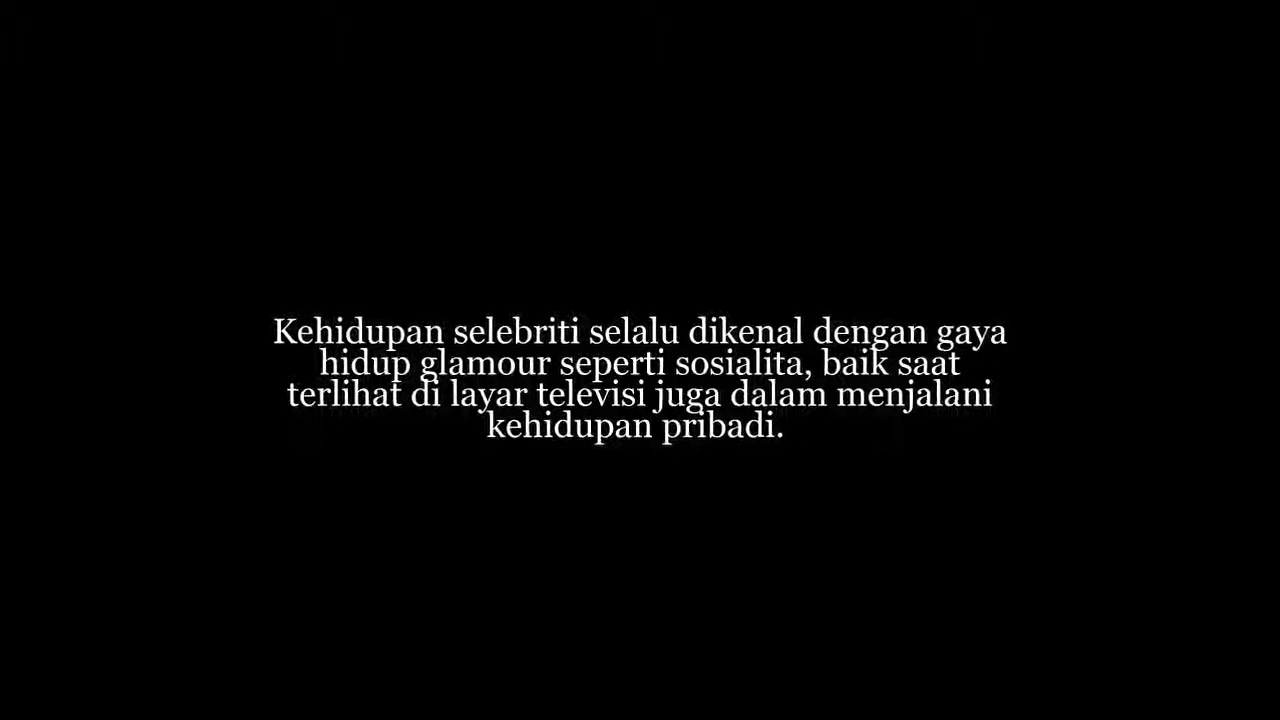 Kehidupan selebriti selalu dikenal dengan gaya
hidup glamour seperti sosialita, baik saat
terlihat di layar televisi juga dalam menjalani
kehidupan pribadi.